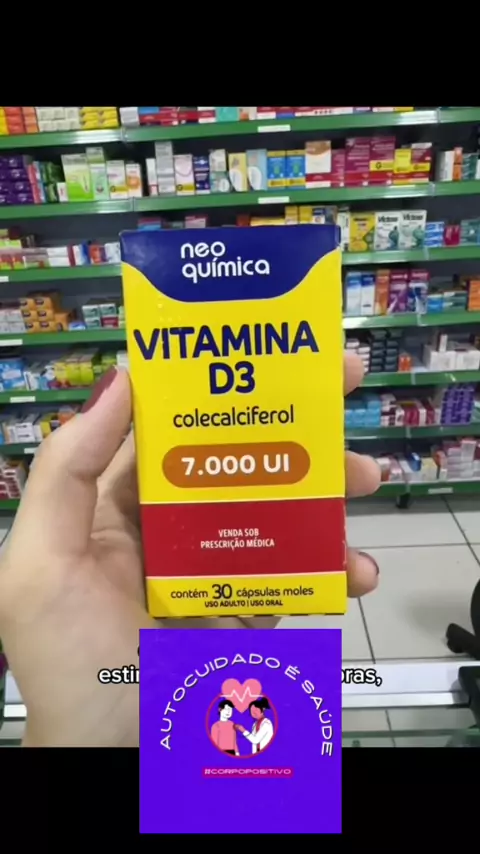 neo
química
VITAMINA
D3
colecalciferol
7.000 UI
VENDA SOB
PRESCRIÇÃO MÉDICA
contém 30 cápsulas moles
USO ADULTO | USO ORAL
AUTOCUIDADO É SAÚDE
#CORPOPOSITIVO